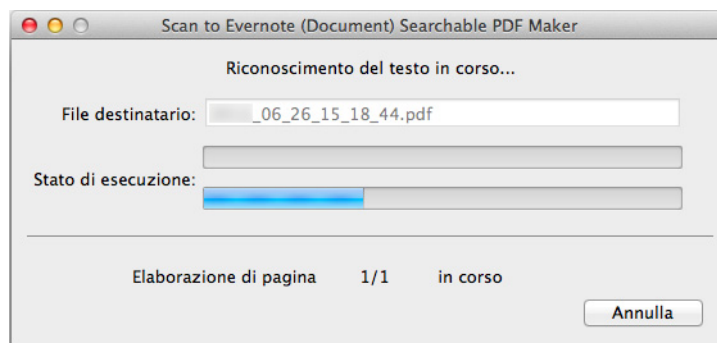 Scan to Evernote (Document) Searchable PDF Maker
Riconoscimento del testo in corso...
File destinatario: _06_26_15_18_44.pdf
Stato di esecuzione:
Elaborazione di pagina 1/1 in corso
Annulla